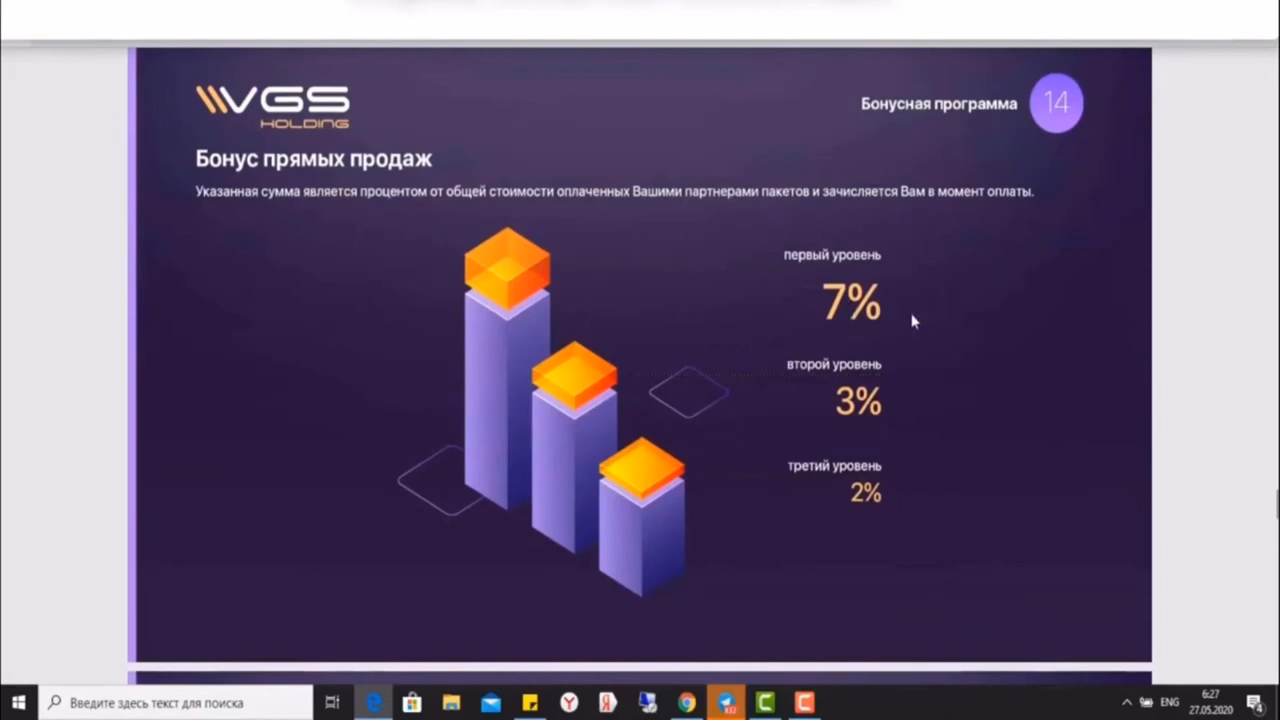 VGS
HOLDING
Бонусная программа
14
Бонус прямых продаж
Указанная сумма является процентом от общей стоимости оплаченных Вашими партнерами пакетов и зачисляется Вам в момент оплаты.
первый уровень
7%
второй уровень
3%
третий уровень
2%
Введите здесь текст для поиска
ENG
6:27
27.05.2020